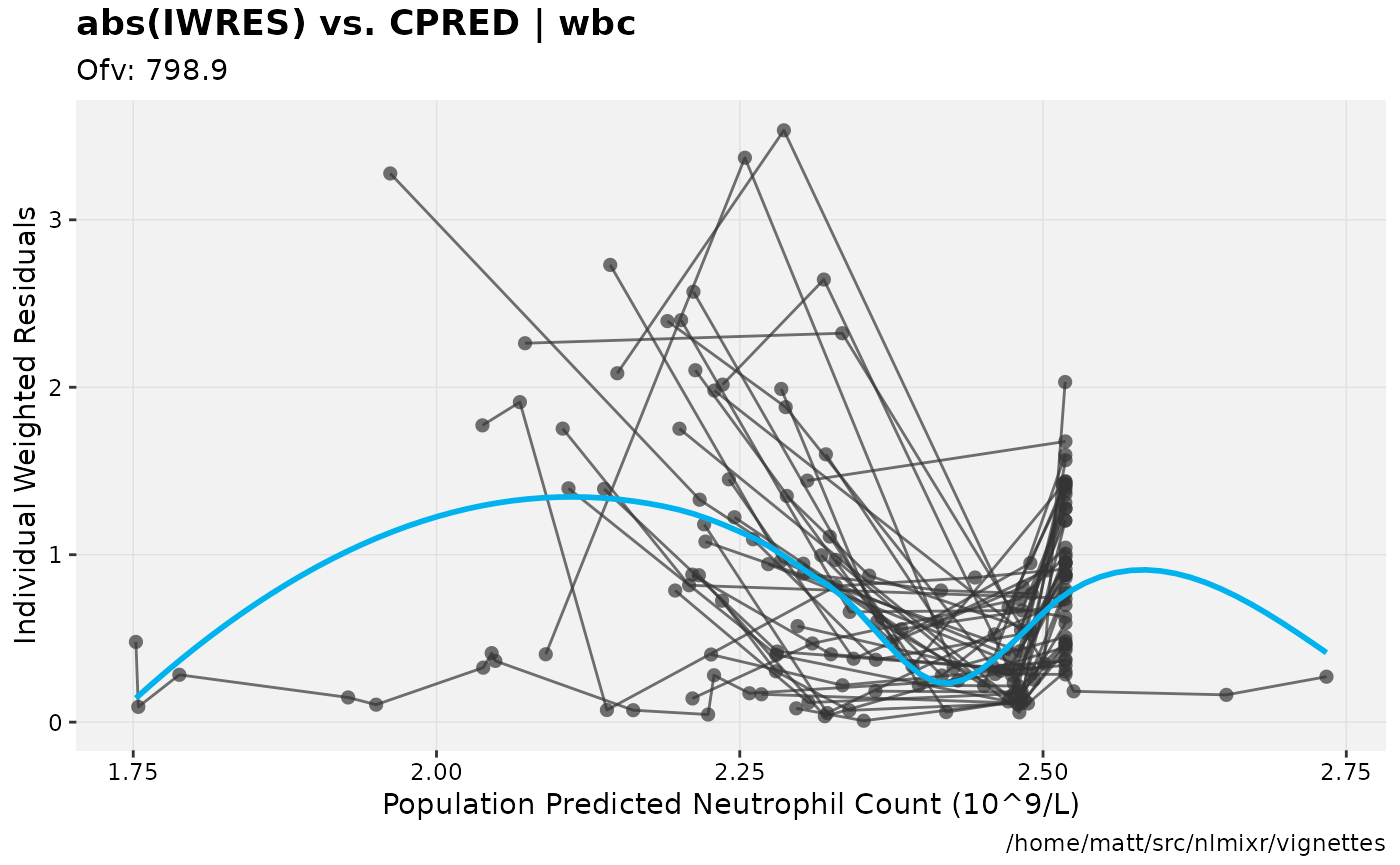 abs(IWRES) vs. CPRED | wbc
Ofv: 798.9
Individual Weighted Residuals
3
2
1
0
1.75 2.00 2.25 2.50 2.75
Population Predicted Neutrophil Count (10^9/L)
/home/matt/src/nlmixr/vignettes